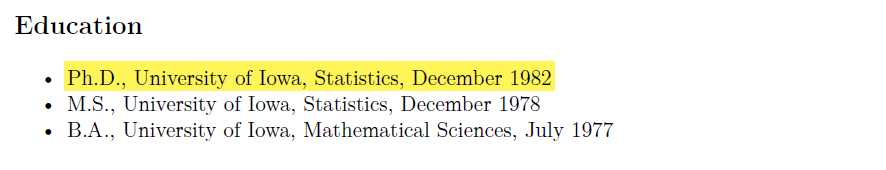 Education
• Ph.D., University of Iowa, Statistics, December 1982
• M.S., University of Iowa, Statistics, December 1978
• B.A., University of Iowa, Mathematical Sciences, July 1977